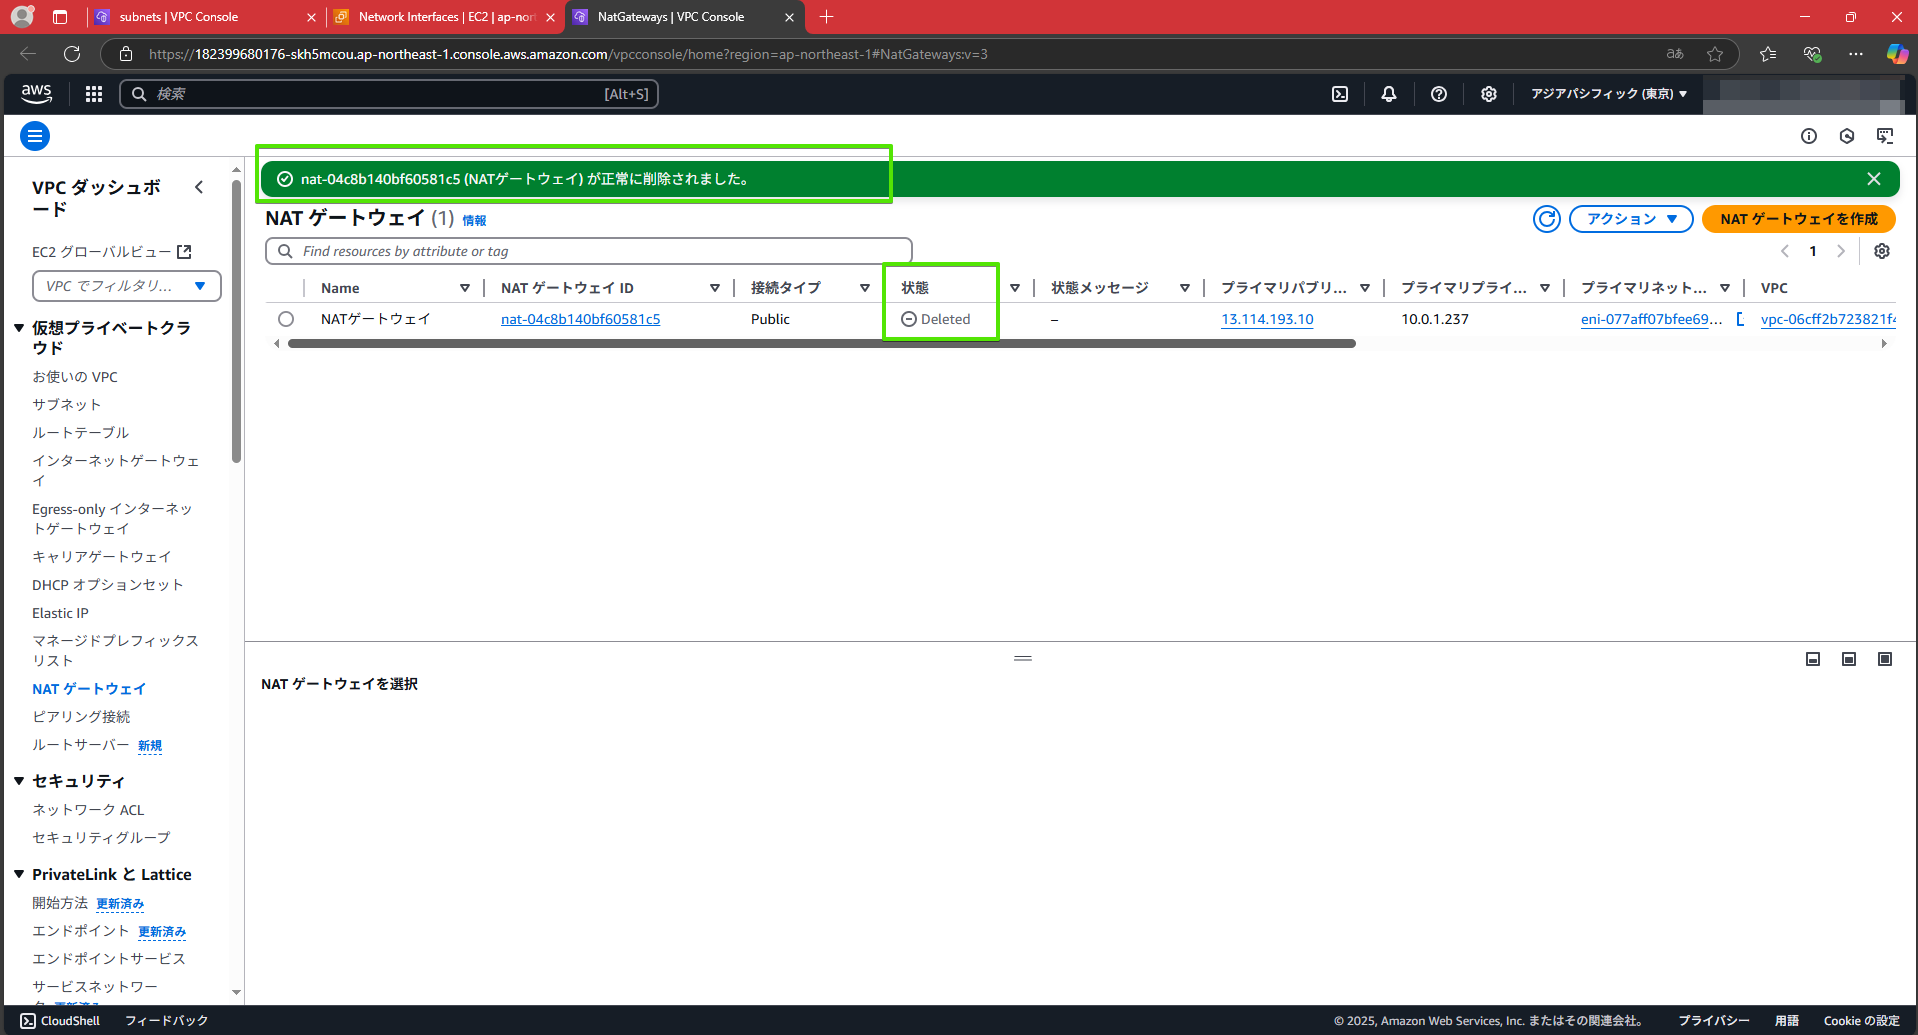 subnets | VPC Console
Network Interfaces | EC2 | ap-nort
NatGateways | VPC Console
https://182399680176-skh5mcou.ap-northeast-1.console.aws.amazon.com/vpcconsole/home?region=ap-northeast-1#NatGateways:v=3
aあ
aws
検索
[Alt+S]
アジアパシフィック (東京)
VPC ダッシュボ
ード
EC2 グローバルビュー
VPC でフィルタリ...
仮想プライベートクラ
ウド
お使いの VPC
サブネット
ルートテーブル
インターネットゲートウェ
イ
Egress-only インターネッ
トゲートウェイ
キャリアゲートウェイ
DHCP オプションセット
Elastic IP
マネージドプレフィックス
リスト
NAT ゲートウェイ
ピアリング接続
ルートサーバー 新規
セキュリティ
ネットワーク ACL
セキュリティグループ
PrivateLink と Lattice
開始方法 更新済み
エンドポイント 更新済み
エンドポイントサービス
サービスネットワー
ク 更新済み
nat-04c8b140bf60581c5 (NATゲートウェイ) が正常に削除されました。
NAT ゲートウェイ (1) 情報
アクション
NAT ゲートウェイを作成
Find resources by attribute or tag
1
Name NAT ゲートウェイ ID 接続タイプ 状態 状態メッセージ プライマリパブリ... プライマリプライ... プライマリネット... VPC
NATゲートウェイ nat-04c8b140bf60581c5 Public Deleted – 13.114.193.10 10.0.1.237 eni-077aff07bfee69... vpc-06cff2b723821f4
NAT ゲートウェイを選択
CloudShell フィードバック
© 2025, Amazon Web Services, Inc. またはその関連会社。 プライバシー 用語 Cookie の設定